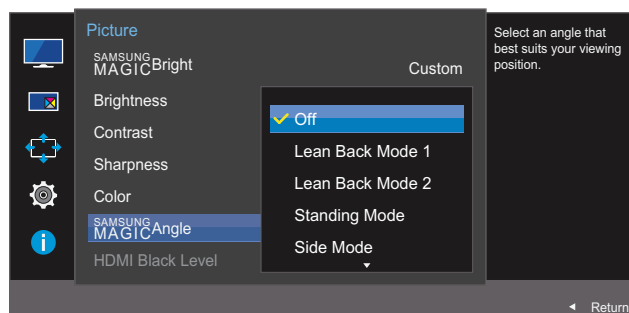 Picture
SAMSUNG
MAGICBright
Custom
Brightness
Contrast
Sharpness
Color
SAMSUNG
MAGICAngle
HDMI Black Level
Off
Lean Back Mode 1
Lean Back Mode 2
Standing Mode
Side Mode
Select an angle that
best suits your viewing
position.
Return